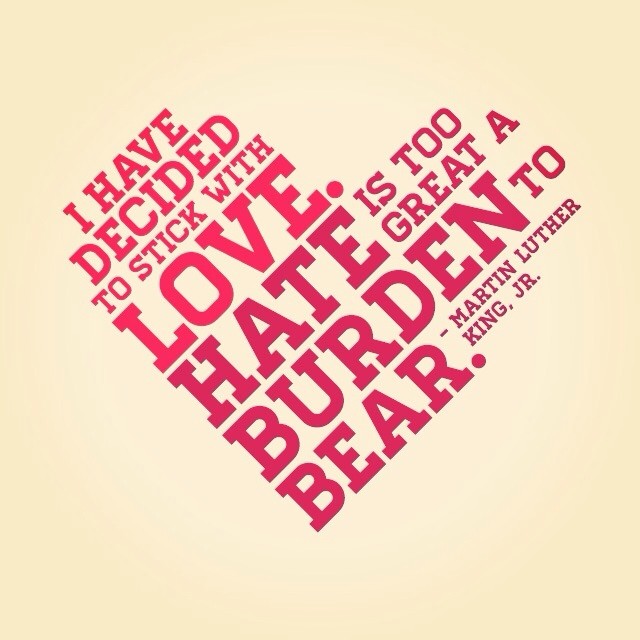 I HAVE
DECIDED
TO STICK WITH
LOVE.
HATE IS TOO
GREAT A
BURDEN TO
BEAR.
- MARTIN LUTHER
KING, JR.